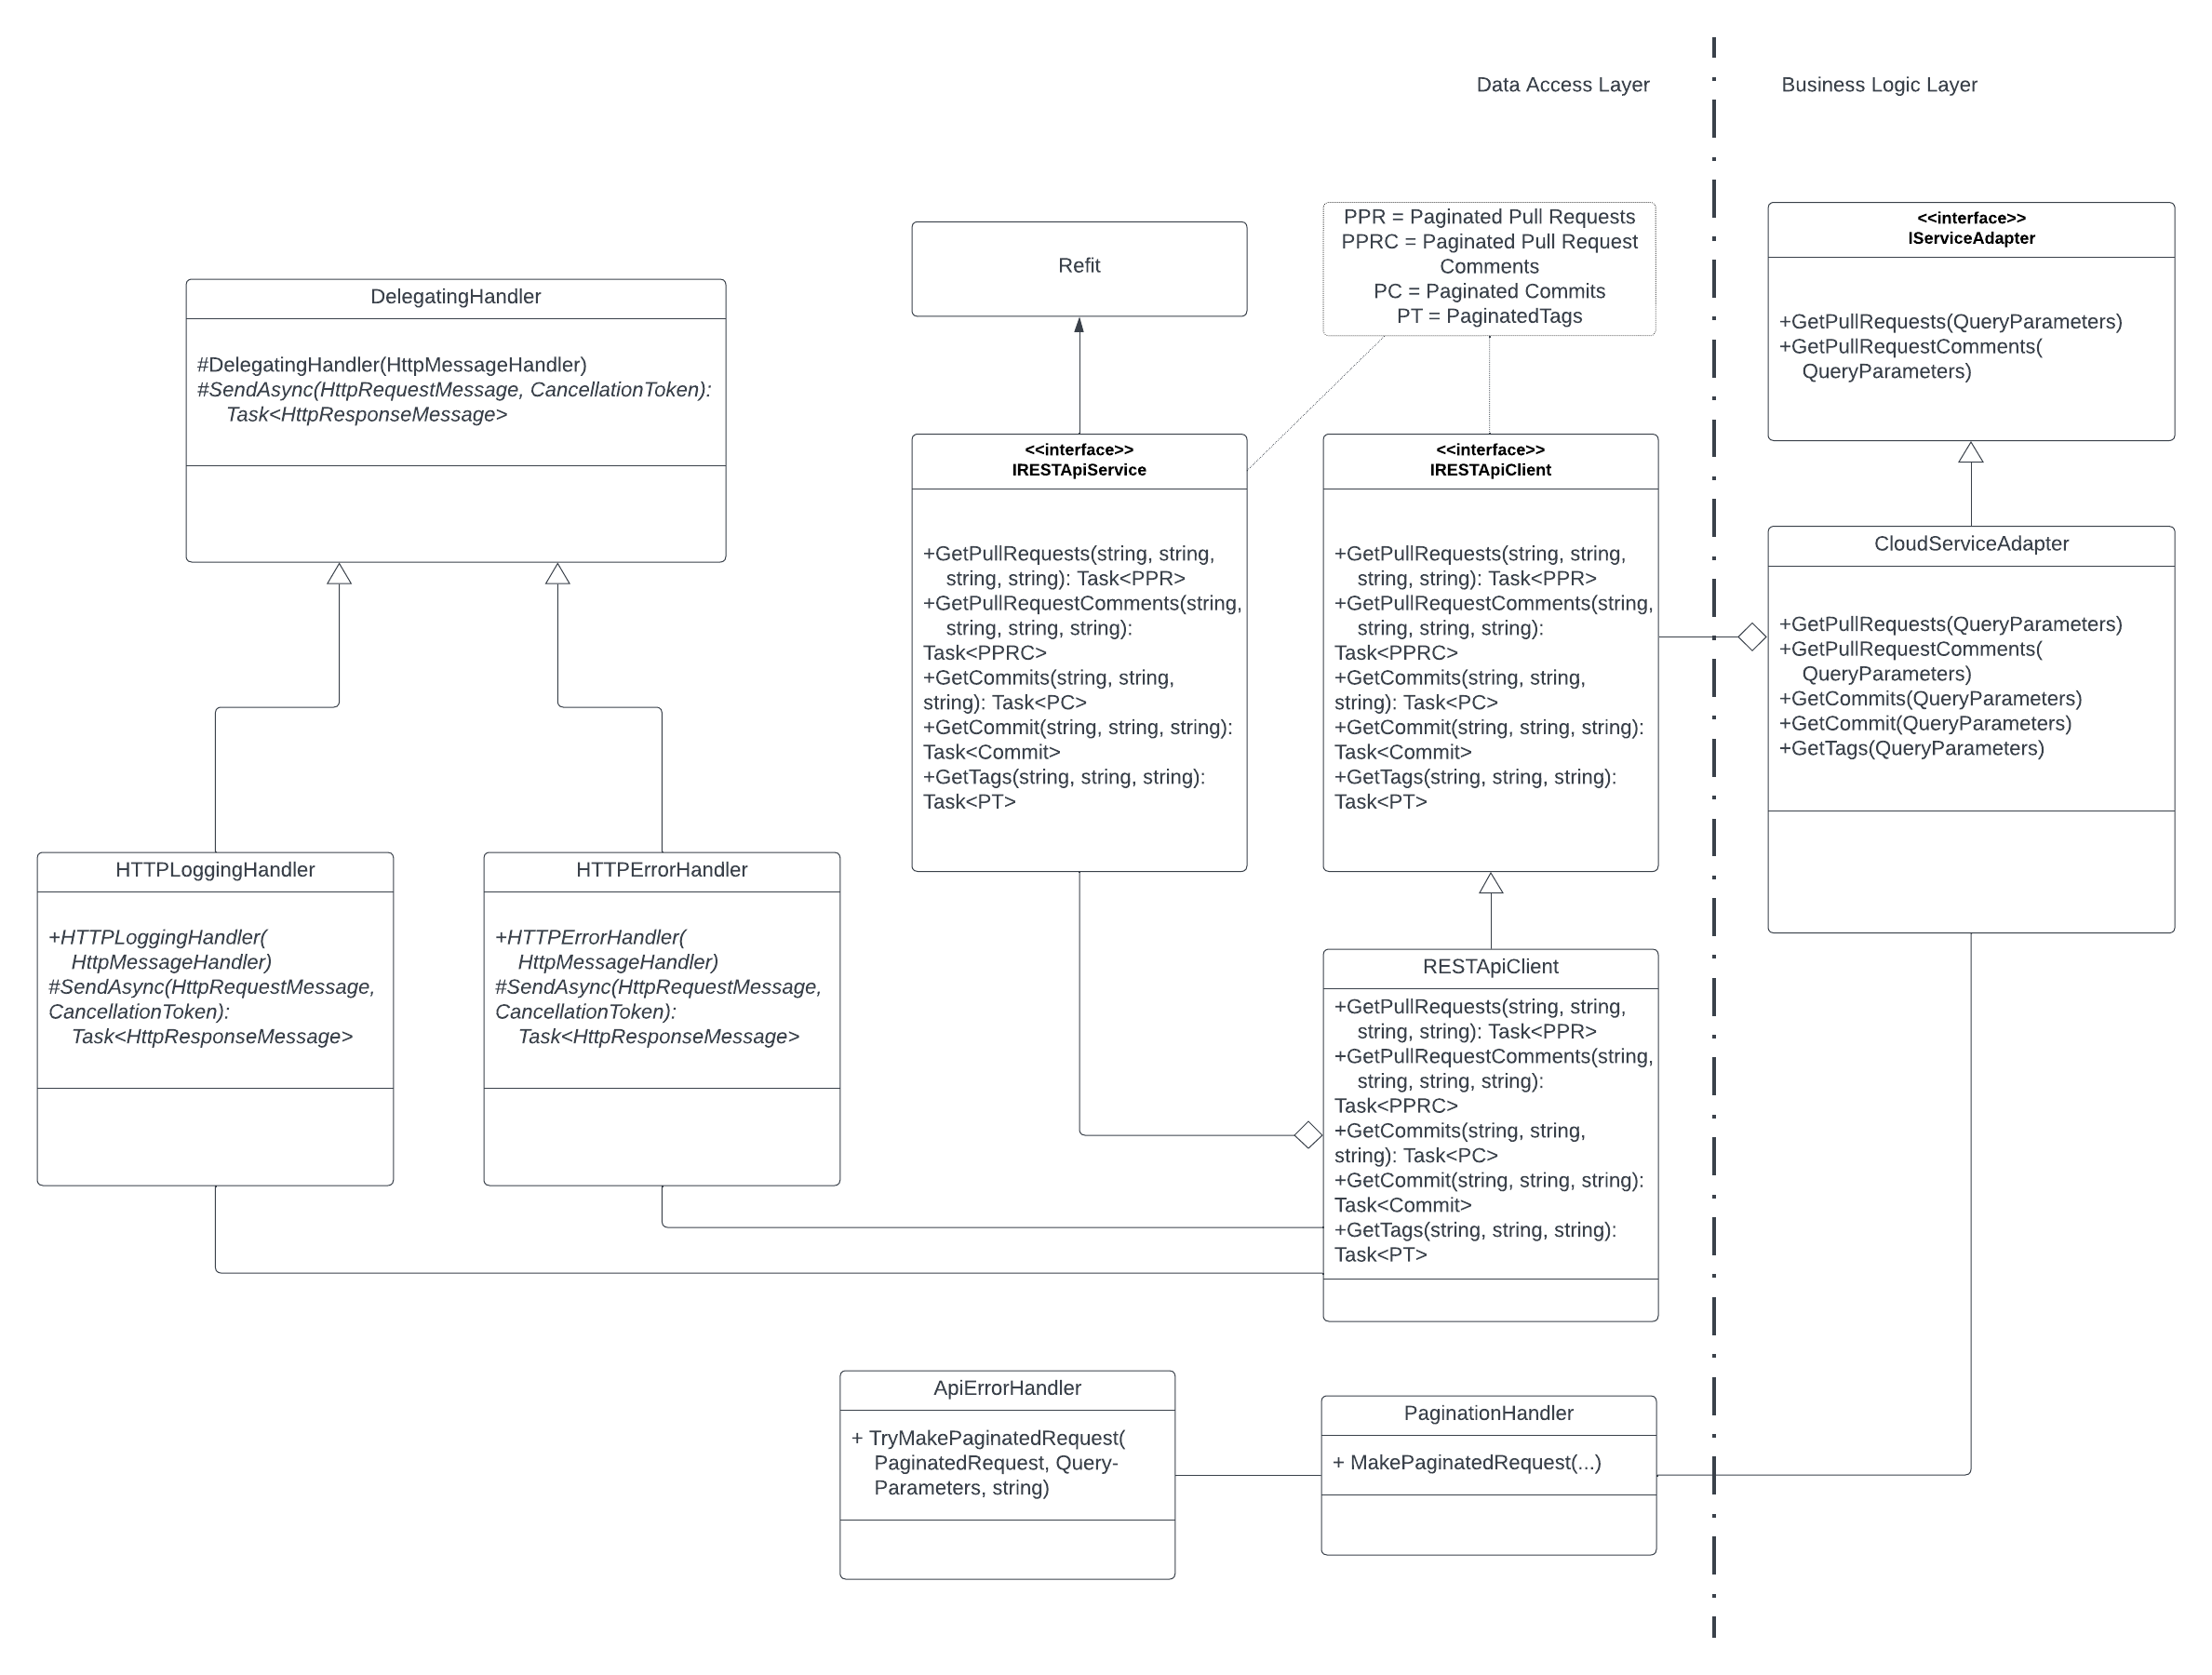 Data Access Layer
Business Logic Layer
<<interface>>
IServiceAdapter
+GetPullRequests(QueryParameters)
+GetPullRequestComments(
QueryParameters)
PPR = Paginated Pull Requests
PPRC = Paginated Pull Request
Comments
PC = Paginated Commits
PT = PaginatedTags
Refit
DelegatingHandler
#DelegatingHandler(HttpMessageHandler)
#SendAsync(HttpRequestMessage, CancellationToken):
Task<HttpResponseMessage>
<<interface>>
IRESTApiService
+GetPullRequests(string, string,
string, string): Task<PPR>
+GetPullRequestComments(string,
string, string, string):
Task<PPRC>
+GetCommits(string, string,
string): Task<PC>
+GetCommit(string, string, string):
Task<Commit>
+GetTags(string, string, string):
Task<PT>
<<interface>>
IRESTApiClient
+GetPullRequests(string, string,
string, string): Task<PPR>
+GetPullRequestComments(string,
string, string, string):
Task<PPRC>
+GetCommits(string, string,
string): Task<PC>
+GetCommit(string, string, string):
Task<Commit>
+GetTags(string, string, string):
Task<PT>
CloudServiceAdapter
+GetPullRequests(QueryParameters)
+GetPullRequestComments(
QueryParameters)
+GetCommits(QueryParameters)
+GetCommit(QueryParameters)
+GetTags(QueryParameters)
HTTPLoggingHandler
+HTTPLoggingHandler(
HttpMessageHandler)
#SendAsync(HttpRequestMessage,
CancellationToken):
Task<HttpResponseMessage>
HTTPErrorHandler
+HTTPErrorHandler(
HttpMessageHandler)
#SendAsync(HttpRequestMessage,
CancellationToken):
Task<HttpResponseMessage>
RESTApiClient
+GetPullRequests(string, string,
string, string): Task<PPR>
+GetPullRequestComments(string,
string, string, string):
Task<PPRC>
+GetCommits(string, string,
string): Task<PC>
+GetCommit(string, string, string):
Task<Commit>
+GetTags(string, string, string):
Task<PT>
ApiErrorHandler
+ TryMakePaginatedRequest(
PaginatedRequest, Query-
Parameters, string)
PaginationHandler
+ MakePaginatedRequest(...)